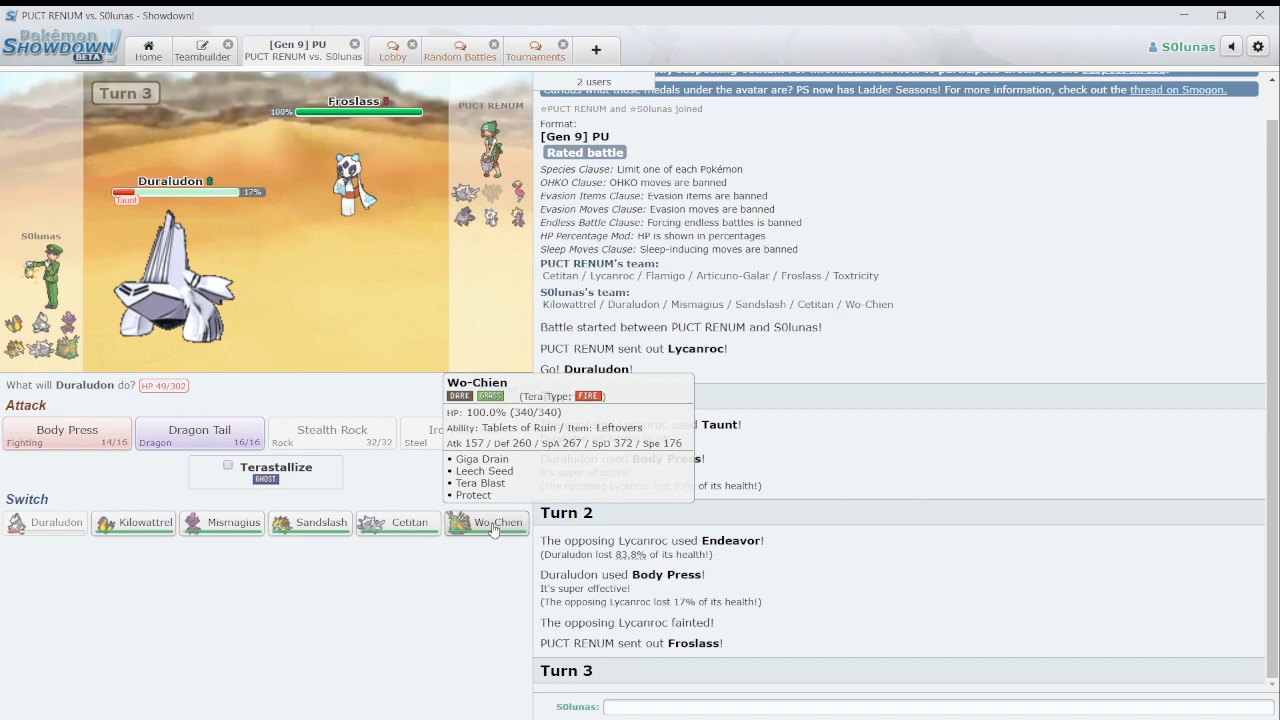 PUCT RENUM vs. S0lunas - Showdown!
Pokémon
SHOWDOWN!
BETA
Home
Teambuilder
[Gen 9] PU
PUCT RENUM vs. S0lunas
Lobby
Random Battles
Tournaments
+
S0lunas
Turn 3
Froslass
100%
Duraludon
17%
Taunt
PUCT RENUM
S0lunas
What will Duraludon do? HP 49/302
Attack
Body Press
Fighting 14/16
Dragon Tail
Dragon 16/16
Stealth Rock
Rock 32/32
Steel
Terastallize
GHOST
Switch
Duraludon
Kilowattrel
Mismagius
Sandslash
Cetitan
Wo-Chien
Wo-Chien
DARK GRASS (Tera Type: FIRE)
HP: 100.0% (340/340)
Ability: Tablets of Ruin / Item: Leftovers
Atk 157 / Def 260 / SpA 267 / SpD 372 / Spe 176
• Giga Drain
• Leech Seed
• Tera Blast
• Protect
2 users
Curious what those medals under the avatar are? PS now has Ladder Seasons! For more information, check out the thread on Smogon.
☆PUCT RENUM and ☆S0lunas joined
Format:
[Gen 9] PU
Rated battle
Species Clause: Limit one of each Pokémon
OHKO Clause: OHKO moves are banned
Evasion Items Clause: Evasion items are banned
Evasion Moves Clause: Evasion moves are banned
Endless Battle Clause: Forcing endless battles is banned
HP Percentage Mod: HP is shown in percentages
Sleep Moves Clause: Sleep-inducing moves are banned
PUCT RENUM's team:
Cetitan / Lycanroc / Flamigo / Articuno-Galar / Froslass / Toxtricity
S0lunas's team:
Kilowattrel / Duraludon / Mismagius / Sandslash / Cetitan / Wo-Chien
Battle started between PUCT RENUM and S0lunas!
PUCT RENUM sent out Lycanroc!
Go! Duraludon!
used Taunt!
Duraludon used Body Press!
It's super effective!
(The opposing Lycanroc lost 83% of its health!)
Turn 2
The opposing Lycanroc used Endeavor!
(Duraludon lost 83.8% of its health!)
Duraludon used Body Press!
It's super effective!
(The opposing Lycanroc lost 17% of its health!)
The opposing Lycanroc fainted!
PUCT RENUM sent out Froslass!
Turn 3
S0lunas: